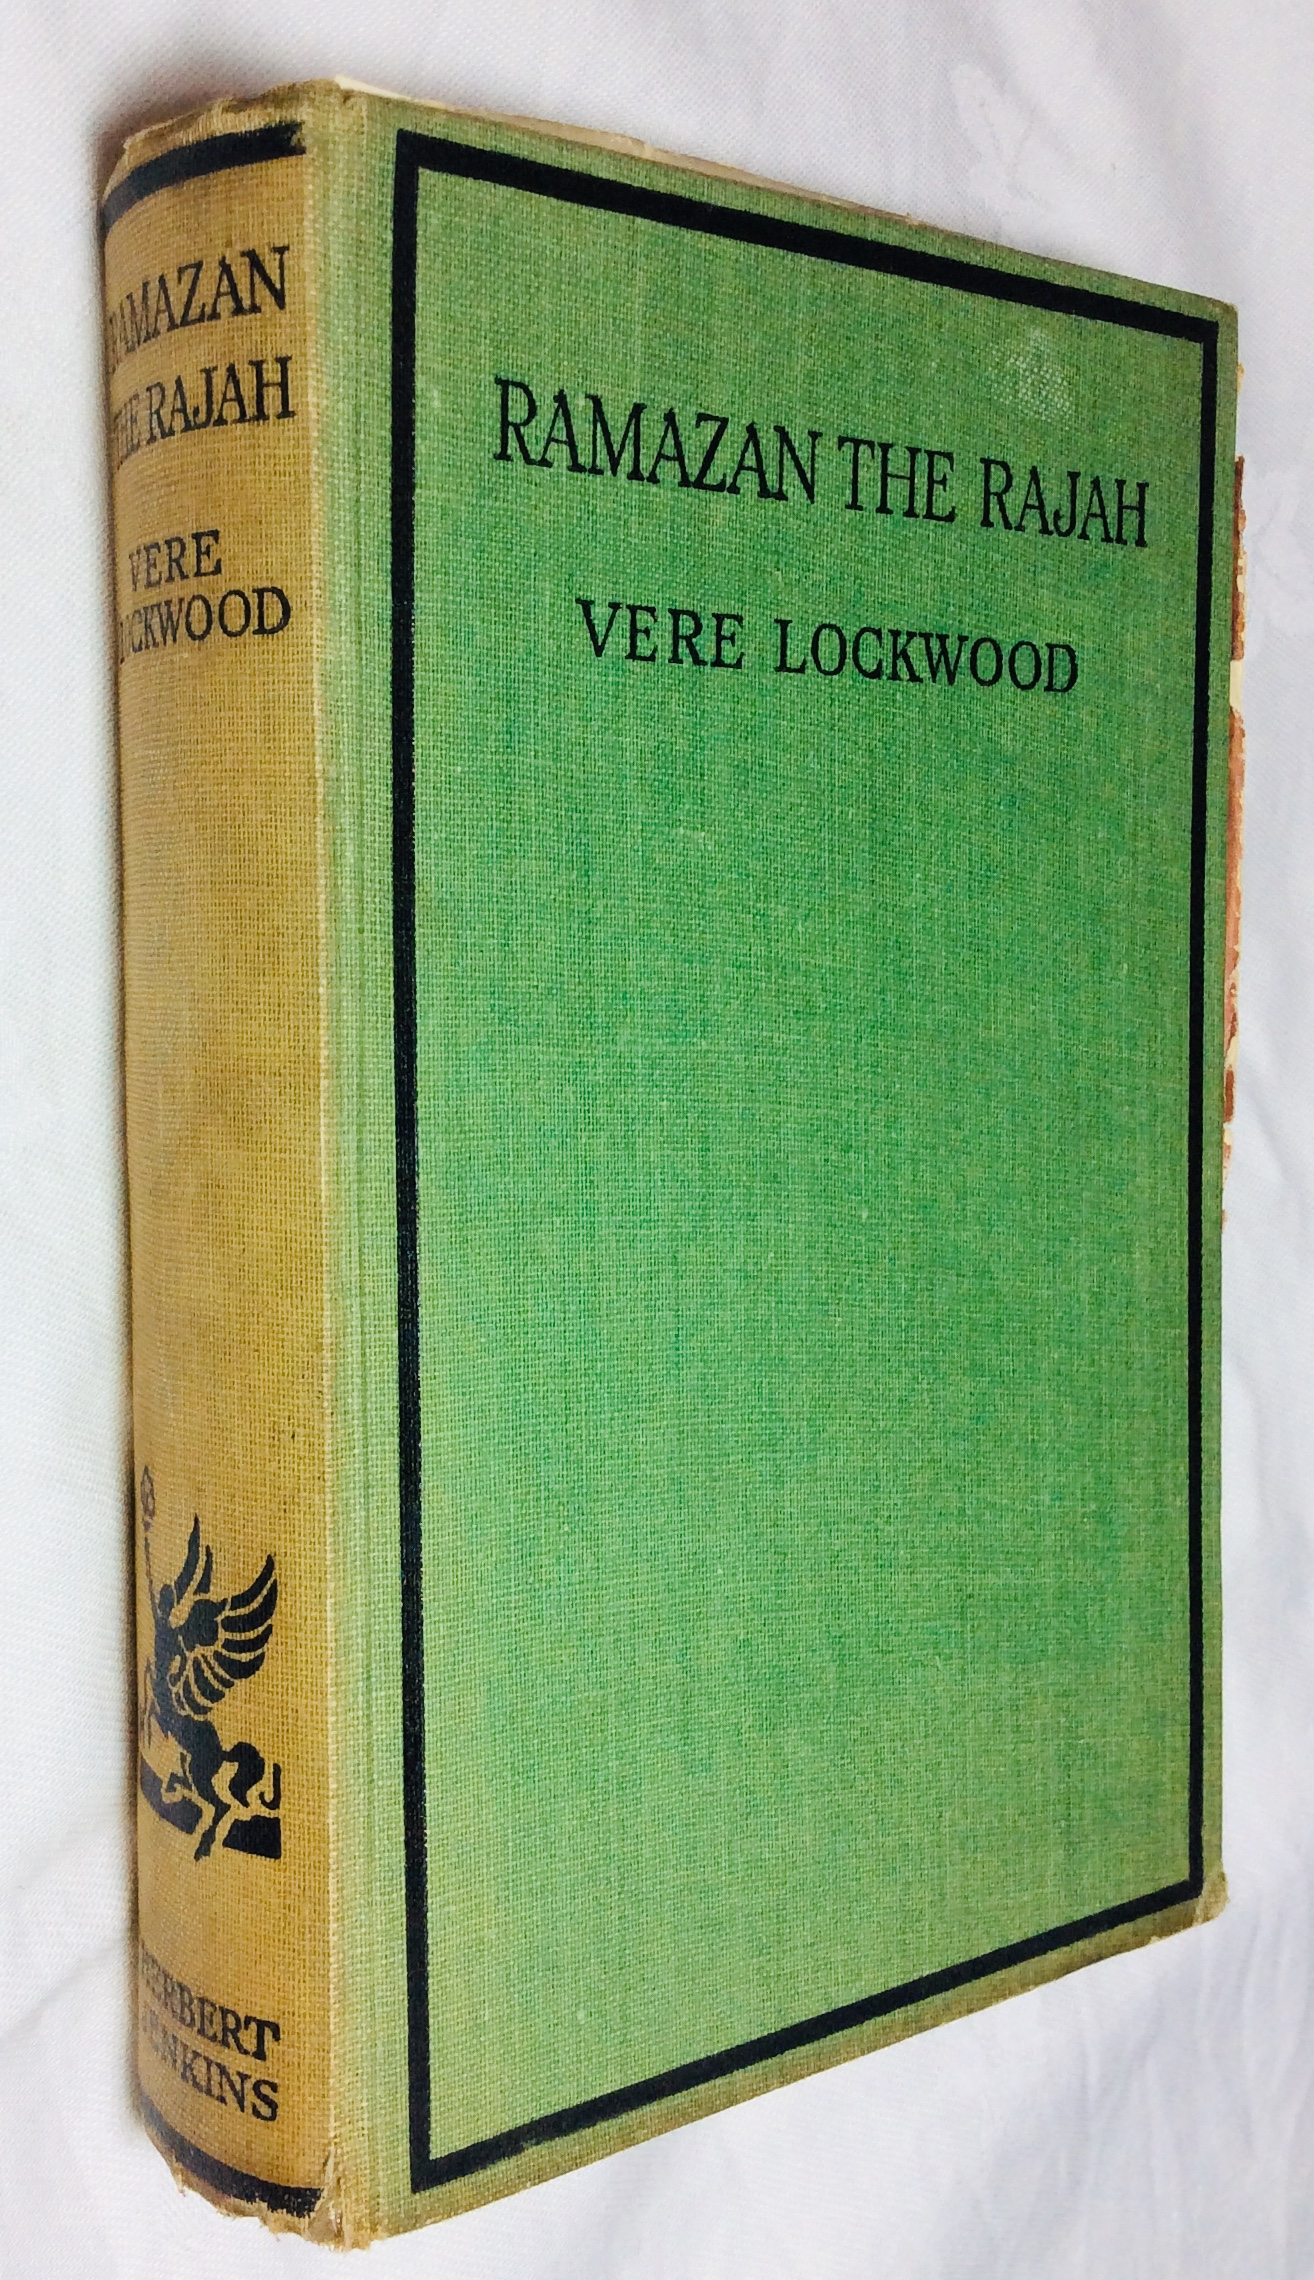 RAMAZAN
THE RAJAH
VERE
LOCKWOOD
HERBERT
JENKINS
RAMAZAN THE RAJAH
VERE LOCKWOOD